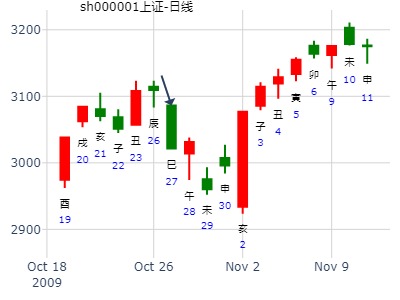 sh000001上证-日线
3200
3100
3000
2900
酉
19
戌
20
亥
21
子
22
丑
23
辰
26
巳
27
午
28
未
29
申
30
亥
2
子
3
丑
4
寅
5
卯
6
午
9
未
10
申
11
Oct 18
2009
Oct 26
Nov 2
Nov 9